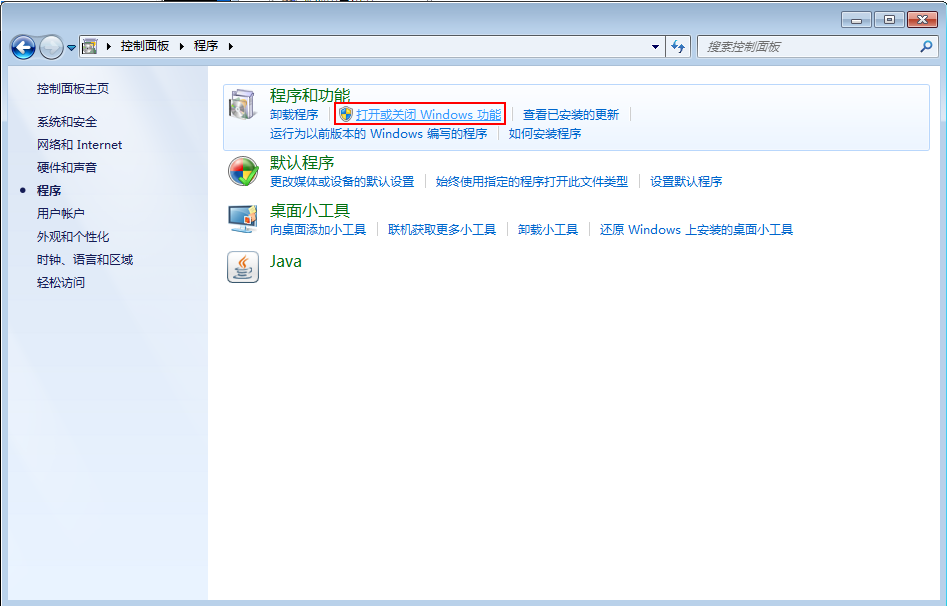 控制面板 程序 搜索控制面板
控制面板主页
系统和安全
网络和 Internet
硬件和声音
程序
用户帐户
外观和个性化
时钟、语言和区域
轻松访问
程序和功能
卸载程序 打开或关闭 Windows 功能 查看已安装的更新
运行为以前版本的 Windows 编写的程序 如何安装程序
默认程序
更改媒体或设备的默认设置 始终使用指定的程序打开此文件类型 设置默认程序
桌面小工具
向桌面添加小工具 联机获取更多小工具 卸载小工具 还原 Windows 上安装的桌面小工具
Java